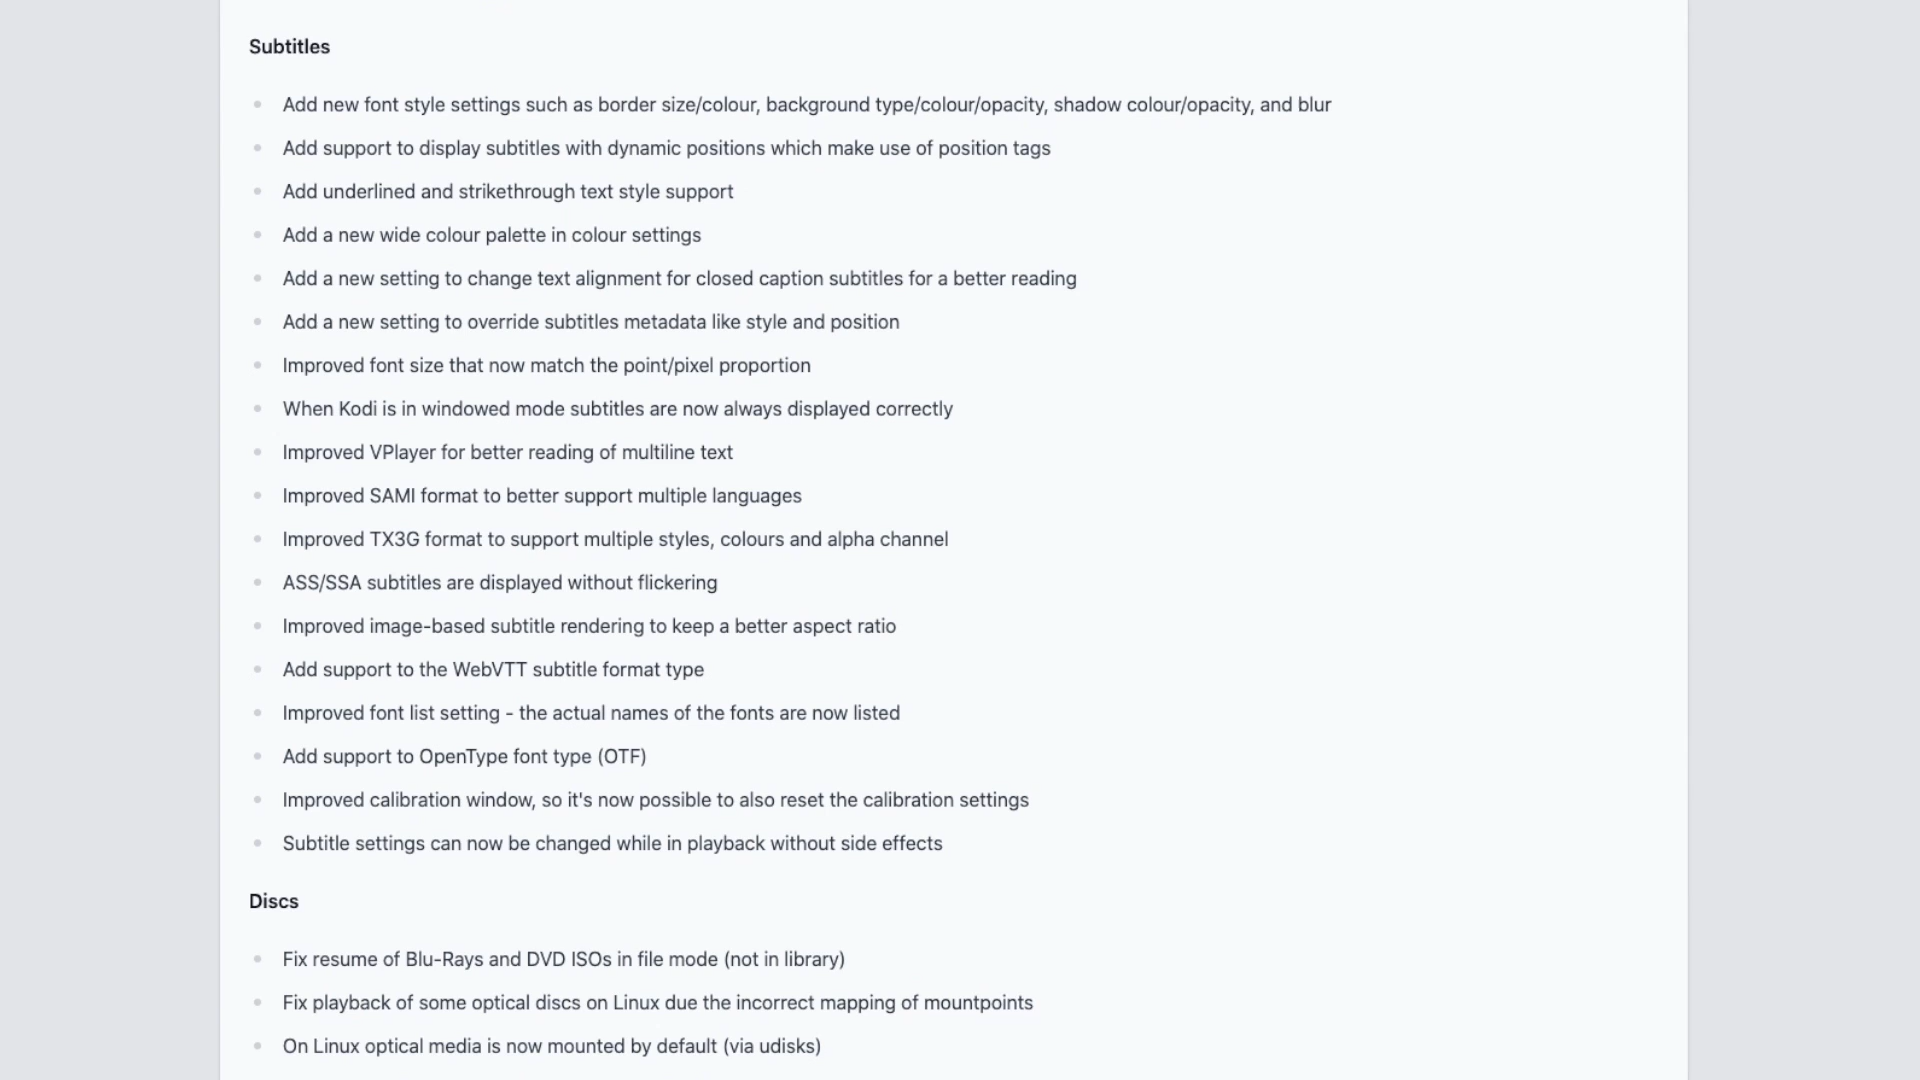 Subtitles
Add new font style settings such as border size/colour, background type/colour/opacity, shadow colour/opacity, and blur
Add support to display subtitles with dynamic positions which make use of position tags
Add underlined and strikethrough text style support
Add a new wide colour palette in colour settings
Add a new setting to change text alignment for closed caption subtitles for a better reading
Add a new setting to override subtitles metadata like style and position
Improved font size that now match the point/pixel proportion
When Kodi is in windowed mode subtitles are now always displayed correctly
Improved VPlayer for better reading of multiline text
Improved SAMI format to better support multiple languages
Improved TX3G format to support multiple styles, colours and alpha channel
ASS/SSA subtitles are displayed without flickering
Improved image-based subtitle rendering to keep a better aspect ratio
Add support to the WebVTT subtitle format type
Improved font list setting - the actual names of the fonts are now listed
Add support to OpenType font type (OTF)
Improved calibration window, so it's now possible to also reset the calibration settings
Subtitle settings can now be changed while in playback without side effects
Discs
Fix resume of Blu-Rays and DVD ISOs in file mode (not in library)
Fix playback of some optical discs on Linux due the incorrect mapping of mountpoints
On Linux optical media is now mounted by default (via udisks)